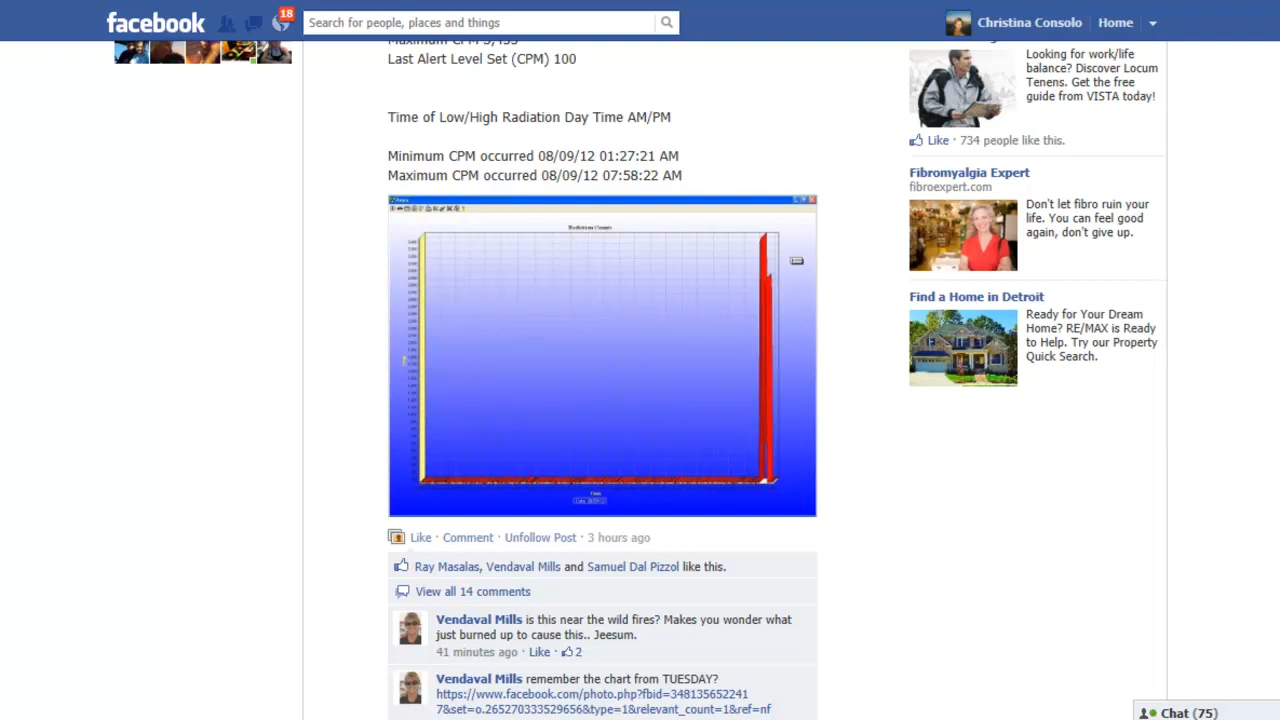 facebook
18
Search for people, places and things
Christina Consolo
Home
Last Alert Level Set (CPM) 100
Time of Low/High Radiation Day Time AM/PM
Minimum CPM occurred 08/09/12 01:27:21 AM
Maximum CPM occurred 08/09/12 07:58:22 AM
Radiation Counts
Like · Comment · Unfollow Post · 3 hours ago
Ray Masalas, Vendaval Mills and Samuel Dal Pizzol like this.
View all 14 comments
Vendaval Mills is this near the wild fires? Makes you wonder what
just burned up to cause this.. Jeesum.
41 minutes ago · Like · 2
Vendaval Mills remember the chart from TUESDAY?
https://www.facebook.com/photo.php?fbid=348135652241
7&set=o.265270333529656&type=1&relevant_count=1&ref=nf
Looking for work/life
balance? Discover Locum
Tenens. Get the free
guide from VISTA today!
Like · 734 people like this.
Fibromyalgia Expert
fibroexpert.com
Don't let fibro ruin your
life. You can feel good
again, don't give up.
Find a Home in Detroit
Ready for Your Dream
Home? RE/MAX is Ready
to Help. Try our Property
Quick Search.
Chat (75)